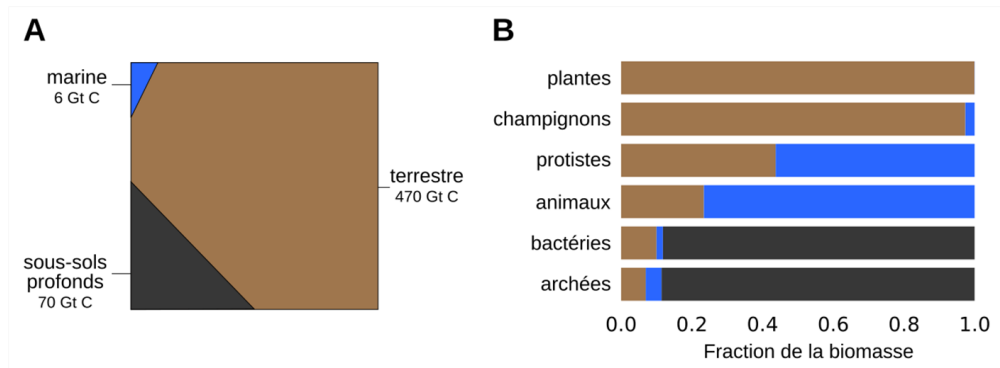 A
marine
6 Gt C
terrestre
470 Gt C
sous-sols
profonds
70 Gt C
B
plantes
champignons
protistes
animaux
bactéries
archées
0.0 0.2 0.4 0.6 0.8 1.0
Fraction de la biomasse